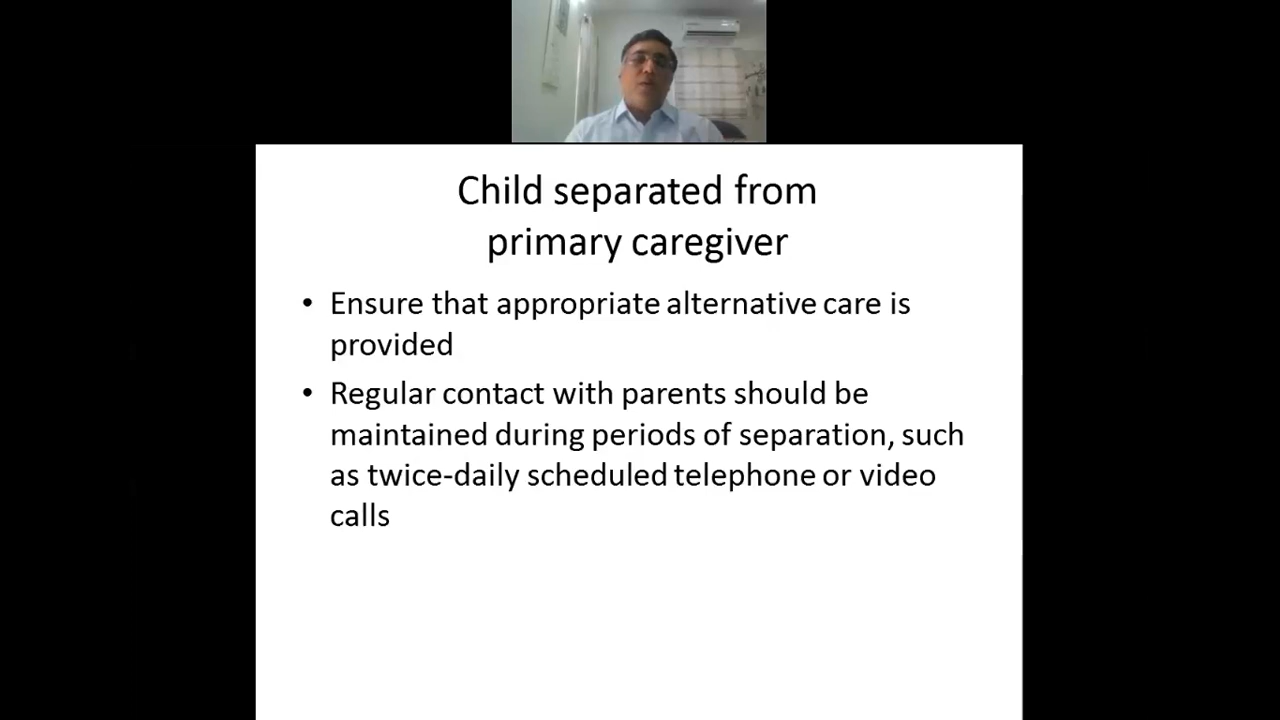 Child separated from
primary caregiver
• Ensure that appropriate alternative care is
provided
• Regular contact with parents should be
maintained during periods of separation, such
as twice-daily scheduled telephone or video
calls